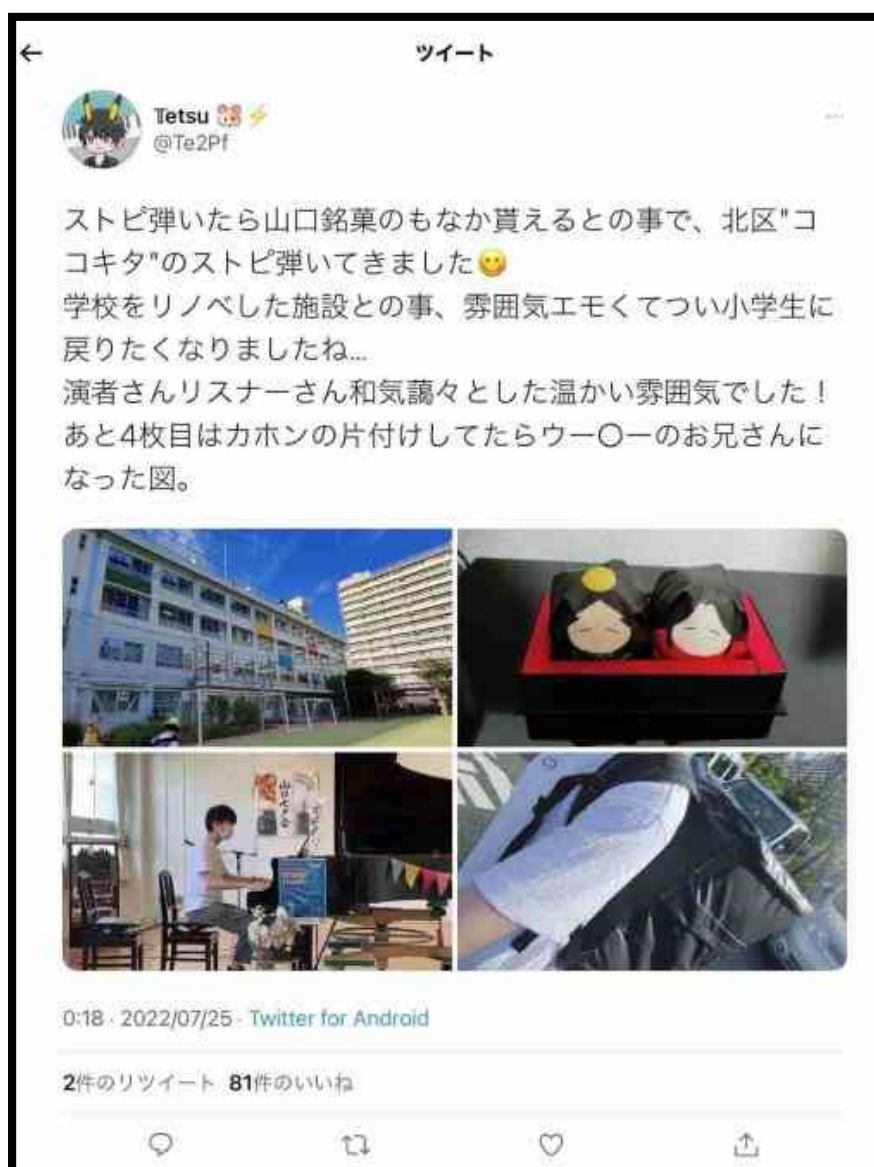 ツイート
Tetsu 🐹⚡
@Te2Pf
ストピ弾いたら山口銘菓のもなか貰えるとの事で、北区"コ
コキタ"のストピ弾いてきました😋
学校をリノベした施設との事、雰囲気エモくてつい小学生に
戻りたくなりましたね...
演者さんリスナーさん和気藹々とした温かい雰囲気でした！
あと4枚目はカホンの片付けしてたらウー〇ーのお兄さんに
なった図。
山口七夕会
0:18 · 2022/07/25 · Twitter for Android
2件のリツイート 81件のいいね